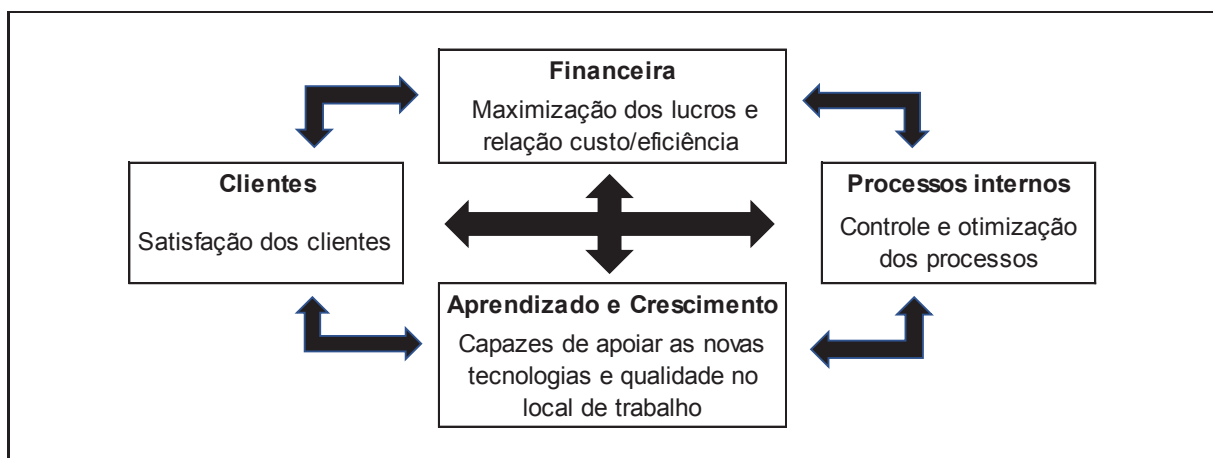 Financeira
Maximização dos lucros e
relação custo/eficiência
Clientes
Satisfação dos clientes
Processos internos
Controle e otimização
dos processos
Aprendizado e Crescimento
Capazes de apoiar as novas
tecnologias e qualidade no
local de trabalho